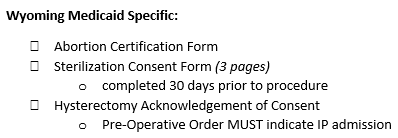 Wyoming Medicaid Specific:
☐ Abortion Certification Form
☐ Sterilization Consent Form (3 pages)
o completed 30 days prior to procedure
☐ Hysterectomy Acknowledgement of Consent
o Pre-Operative Order MUST indicate IP admission